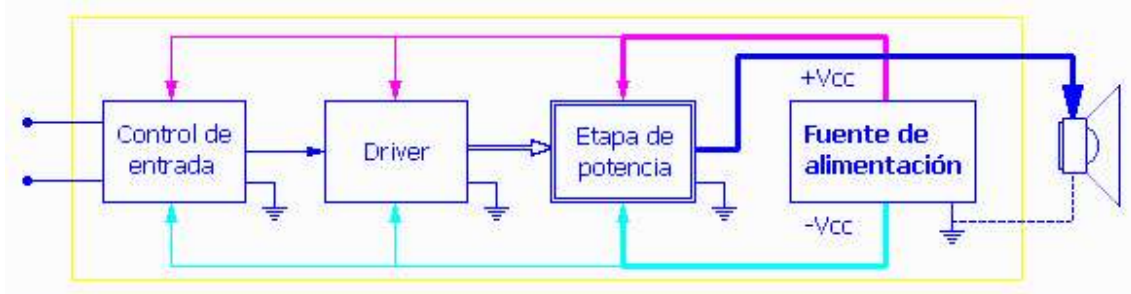 Control de
entrada
Driver
Etapa de
potencia
+Vcc
Fuente de
alimentación
-Vcc